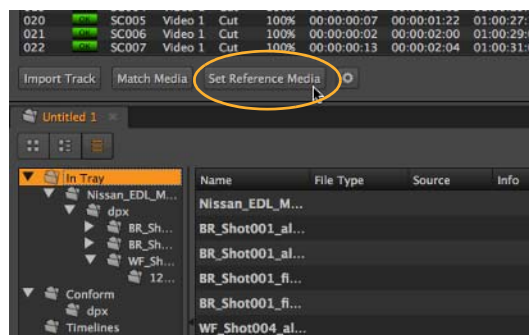 020 OK SC005 Video 1 Cut 100% 00:00:00:07 00:00:01:22 01:00:27:
021 OK SC006 Video 1 Cut 100% 00:00:00:02 00:00:02:00 01:00:29:
022 OK SC007 Video 1 Cut 100% 00:00:00:13 00:00:02:04 01:00:31:
Import Track Match Media Set Reference Media
Untitled 1
In Tray
Nissan_EDL_M...
dpx
BR_Sh...
BR_Sh...
WF_Sh...
12...
Conform
dpx
Timelines
Name File Type Source Info
Nissan_EDL_M...
BR_Shot001_al...
BR_Shot001_al...
BR_Shot001_fi...
BR_Shot001_fi...
WF_Shot004_al...